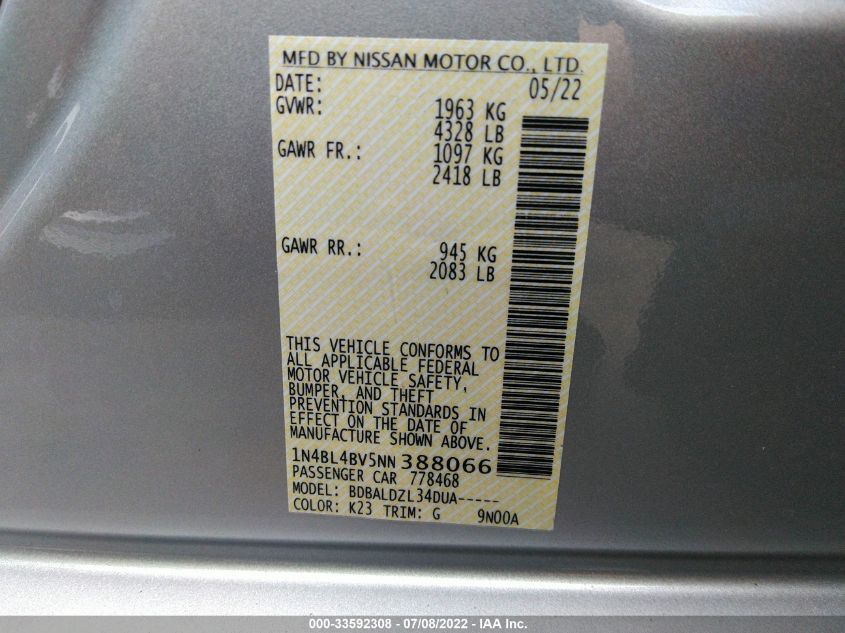 MFD BY NISSAN MOTOR CO., LTD.
DATE: 05/22
GVWR: 1963 KG
4328 LB
GAWR FR.: 1097 KG
2418 LB
GAWR RR.: 945 KG
2083 LB
THIS VEHICLE CONFORMS TO
ALL APPLICABLE FEDERAL
MOTOR VEHICLE SAFETY,
BUMPER, AND THEFT
PREVENTION STANDARDS IN
EFFECT ON THE DATE OF
MANUFACTURE SHOWN ABOVE.
1N4BL4BV5NN388066
PASSENGER CAR 778468
MODEL: BDBALDZL34DUA-----
COLOR: K23 TRIM: G 9N00A
000-33592308 - 07/08/2022 - IAA Inc.